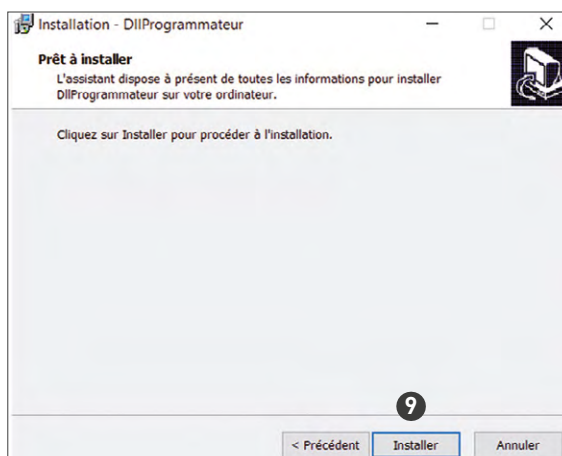 Installation - DllProgrammateur
Prêt à installer
L'assistant dispose à présent de toutes les informations pour installer
DllProgrammateur sur votre ordinateur.
Cliquez sur Installer pour procéder à l'installation.
9
< Précédent Installer Annuler